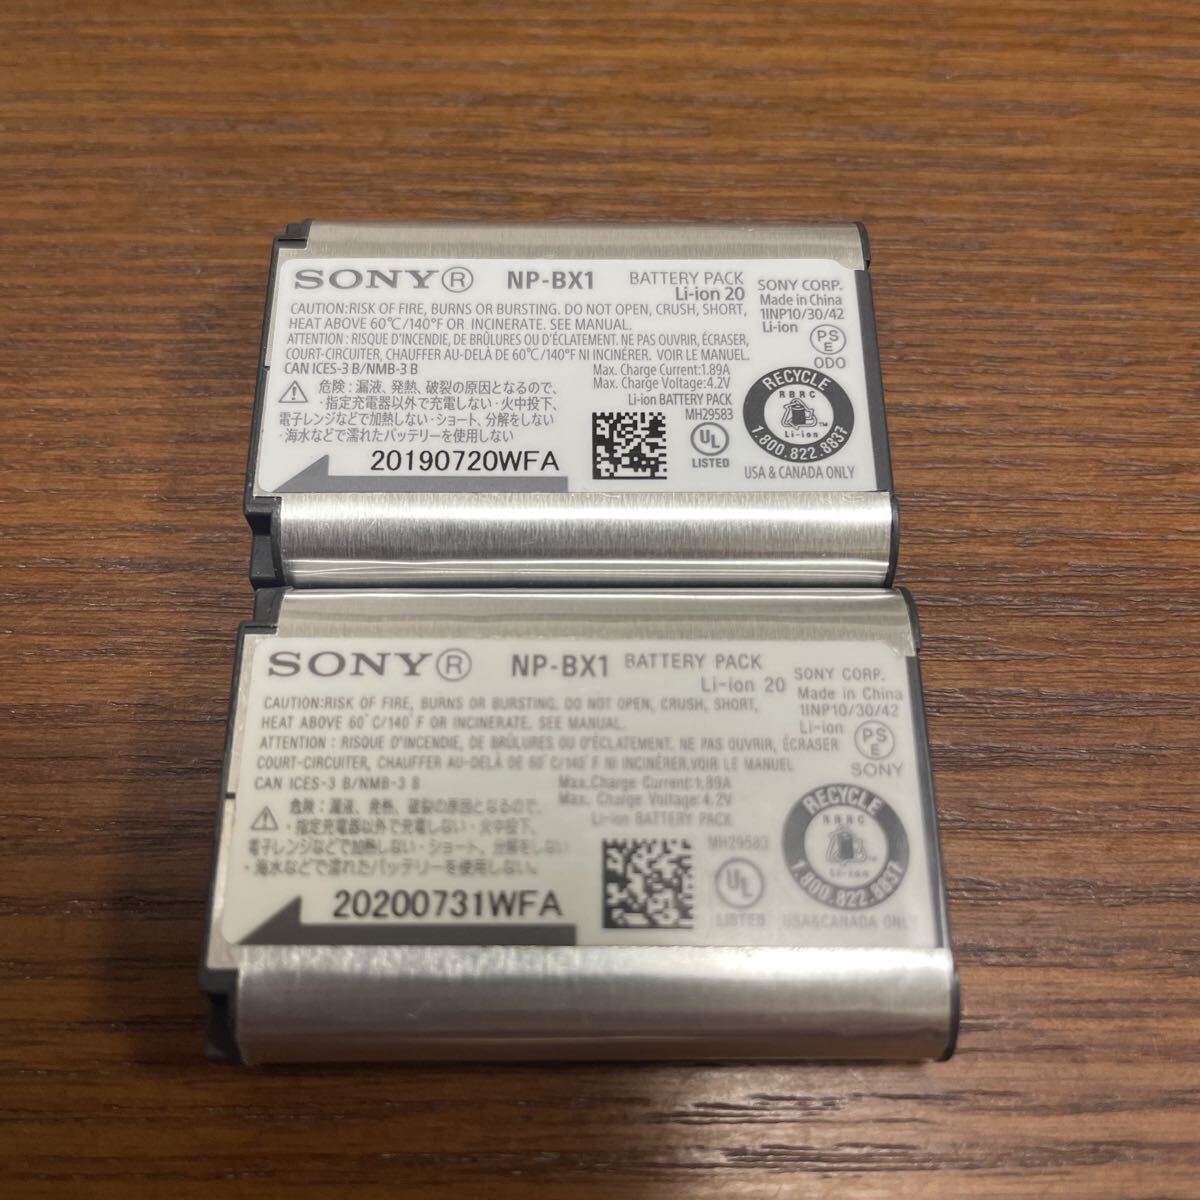 SONY® NP-BX1 BATTERY PACK
Li-ion 20
SONY CORP.
Made in China
1INP10/30/42
Li-ion
CAUTION:RISK OF FIRE, BURNS OR BURSTING. DO NOT OPEN, CRUSH, SHORT,
HEAT ABOVE 60℃/140°F OR INCINERATE. SEE MANUAL.
ATTENTION : RISQUE D'INCENDIE, DE BRÛLURES OU D'ÉCLATEMENT. NE PAS OUVRIR, ÉCRASER,
COURT-CIRCUITER, CHAUFFER AU-DELÀ DE 60℃/140°F NI INCINÉRER. VOIR LE MANUEL.
CAN ICES-3 B/NMB-3 B
PS
E
ODO
Max. Charge Current:1.89A
Max. Charge Voltage:4.2V
Li-ion BATTERY PACK
MH29583
危険：漏液、発熱、破裂の原因となるので、
・指定充電器以外で充電しない・火中投下、
電子レンジなどで加熱しない・ショート、分解をしない
・海水などで濡れたバッテリーを使用しない
20190720WFA
UL
LISTED
RECYCLE
RBRC
Li-ion
TM
1.800.822.8837
USA & CANADA ONLY
SONY® NP-BX1 BATTERY PACK
Li-ion 20
SONY CORP.
Made in China
1INP10/30/42
Li-ion
CAUTION:RISK OF FIRE, BURNS OR BURSTING. DO NOT OPEN, CRUSH, SHORT,
HEAT ABOVE 60°C/140°F OR INCINERATE. SEE MANUAL.
ATTENTION : RISQUE D'INCENDIE, DE BRÛLURES OU D'ÉCLATEMENT. NE PAS OUVRIR, ÉCRASER
COURT-CIRCUITER, CHAUFFER AU-DELÀ DE 60°C/140°F NI INCINÉRER.VOIR LE MANUEL
CAN ICES-3 B/NMB-3 B
PS
E
SONY
Max.Charge Current:1.89A
Max. Charge Voltage:4.2V
Li-ion BATTERY PACK
MH29583
危険：漏液、発熱、破裂の原因となるので、
・指定充電器以外で充電しない・火中投下、
電子レンジなどで加熱しない・ショート、分解をしない
・海水などで濡れたバッテリーを使用しない.
20200731WFA
UL
LISTED
RECYCLE
RBRC
Li-ion
TM
1.800.822.8837
USA&CANADA ONLY